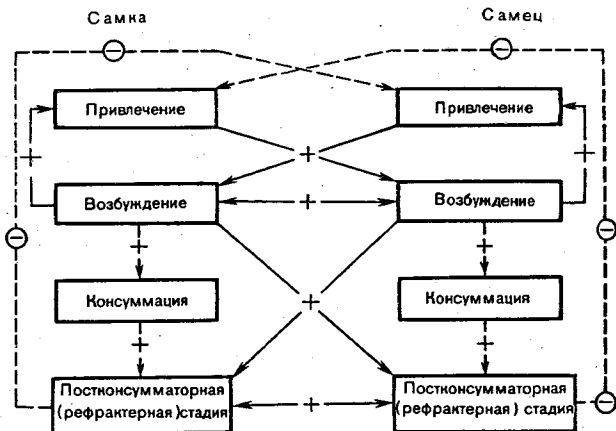 Самка Самец
Привлечение Привлечение
Возбуждение Возбуждение
Консуммация Консуммация
Постконсумматорная Постконсумматорная
(рефрактерная) стадия (рефрактерная) стадия